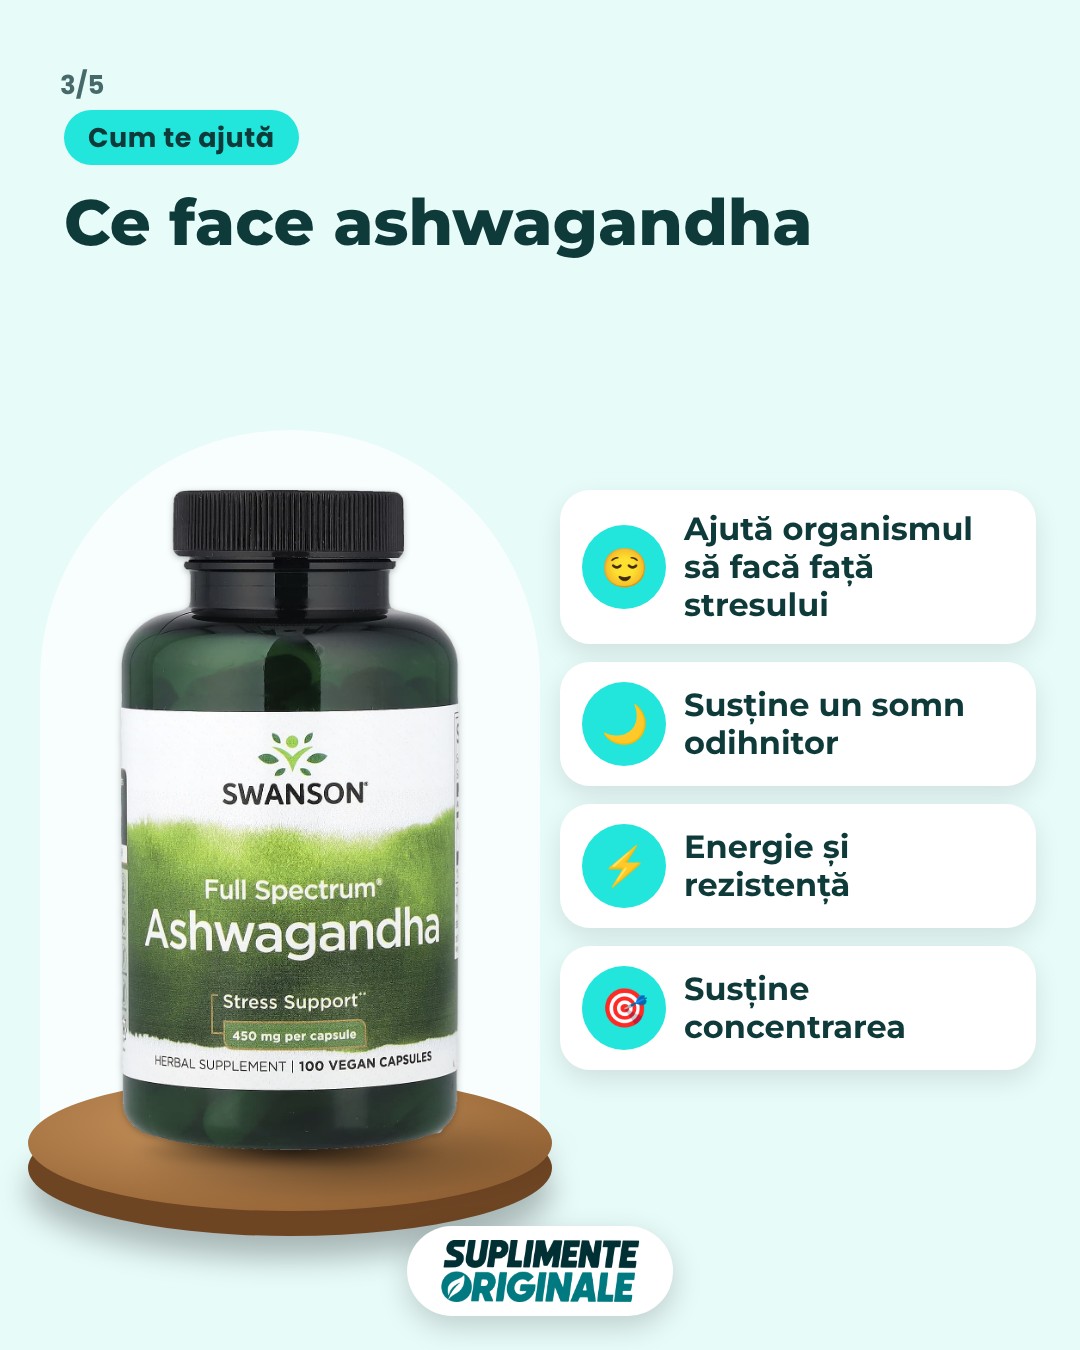 3/5
Cum te ajută
Ce face ashwagandha
Ajută organismul
să facă față
stresului
Susține un somn
odihnitor
Energie și
rezistență
Susține
concentrarea
SWANSON®
Full Spectrum®
Ashwagandha
Stress Support**
450 mg per capsule
HERBAL SUPPLEMENT | 100 VEGAN CAPSULES
SUPLIMENTE
ORIGINALE